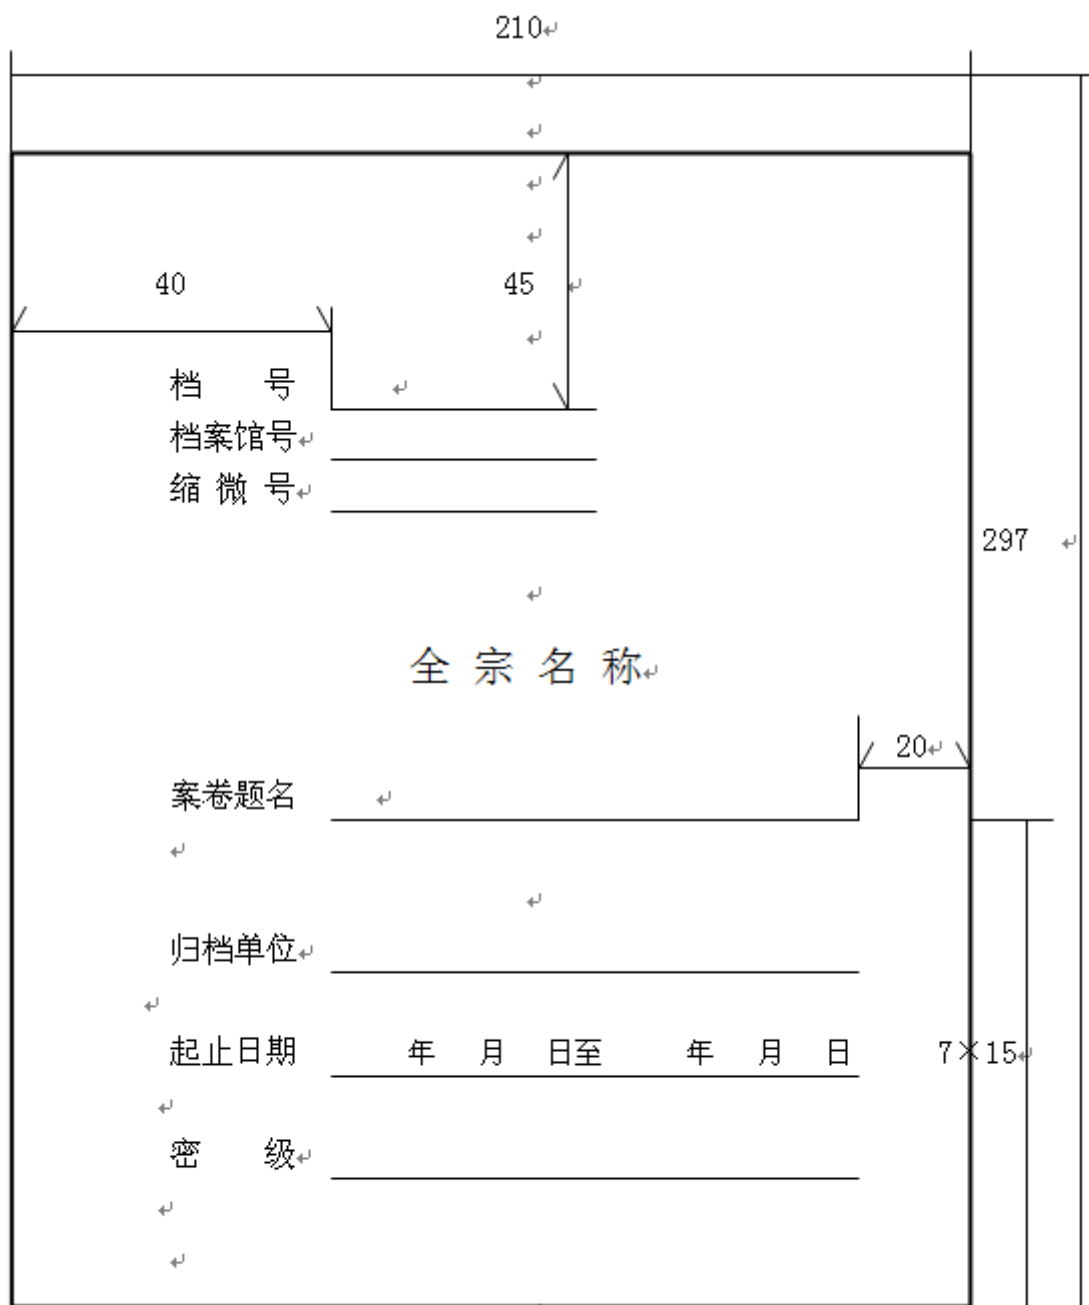 210
40 45
档 号
档案馆号
缩 微 号
297
全 宗 名 称
20
案卷题名
归档单位
起止日期 年 月 日至 年 月 日 7×15
密 级